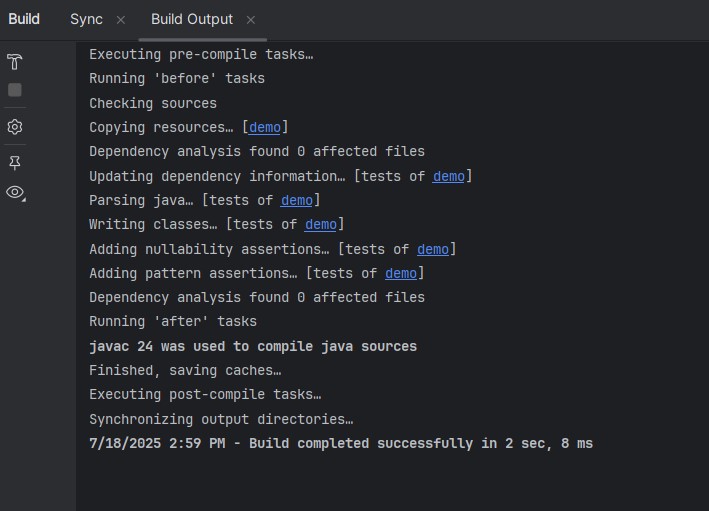 Build Sync Build Output
Executing pre-compile tasks…
Running 'before' tasks
Checking sources
Copying resources… [demo]
Dependency analysis found 0 affected files
Updating dependency information… [tests of demo]
Parsing java… [tests of demo]
Writing classes… [tests of demo]
Adding nullability assertions… [tests of demo]
Adding pattern assertions… [tests of demo]
Dependency analysis found 0 affected files
Running 'after' tasks
javac 24 was used to compile java sources
Finished, saving caches…
Executing post-compile tasks…
Synchronizing output directories…
7/18/2025 2:59 PM - Build completed successfully in 2 sec, 8 ms